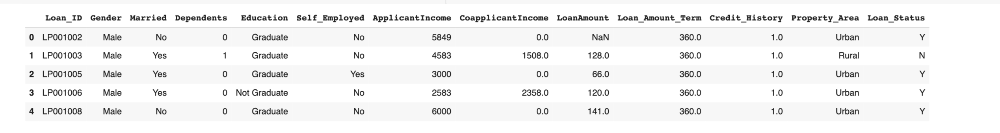 Loan_ID Gender Married Dependents Education Self_Employed ApplicantIncome CoapplicantIncome LoanAmount Loan_Amount_Term Credit_History Property_Area Loan_Status
0 LP001002 Male No 0 Graduate No 5849 0.0 NaN 360.0 1.0 Urban Y
1 LP001003 Male Yes 1 Graduate No 4583 1508.0 128.0 360.0 1.0 Rural N
2 LP001005 Male Yes 0 Graduate Yes 3000 0.0 66.0 360.0 1.0 Urban Y
3 LP001006 Male Yes 0 Not Graduate No 2583 2358.0 120.0 360.0 1.0 Urban Y
4 LP001008 Male No 0 Graduate No 6000 0.0 141.0 360.0 1.0 Urban Y